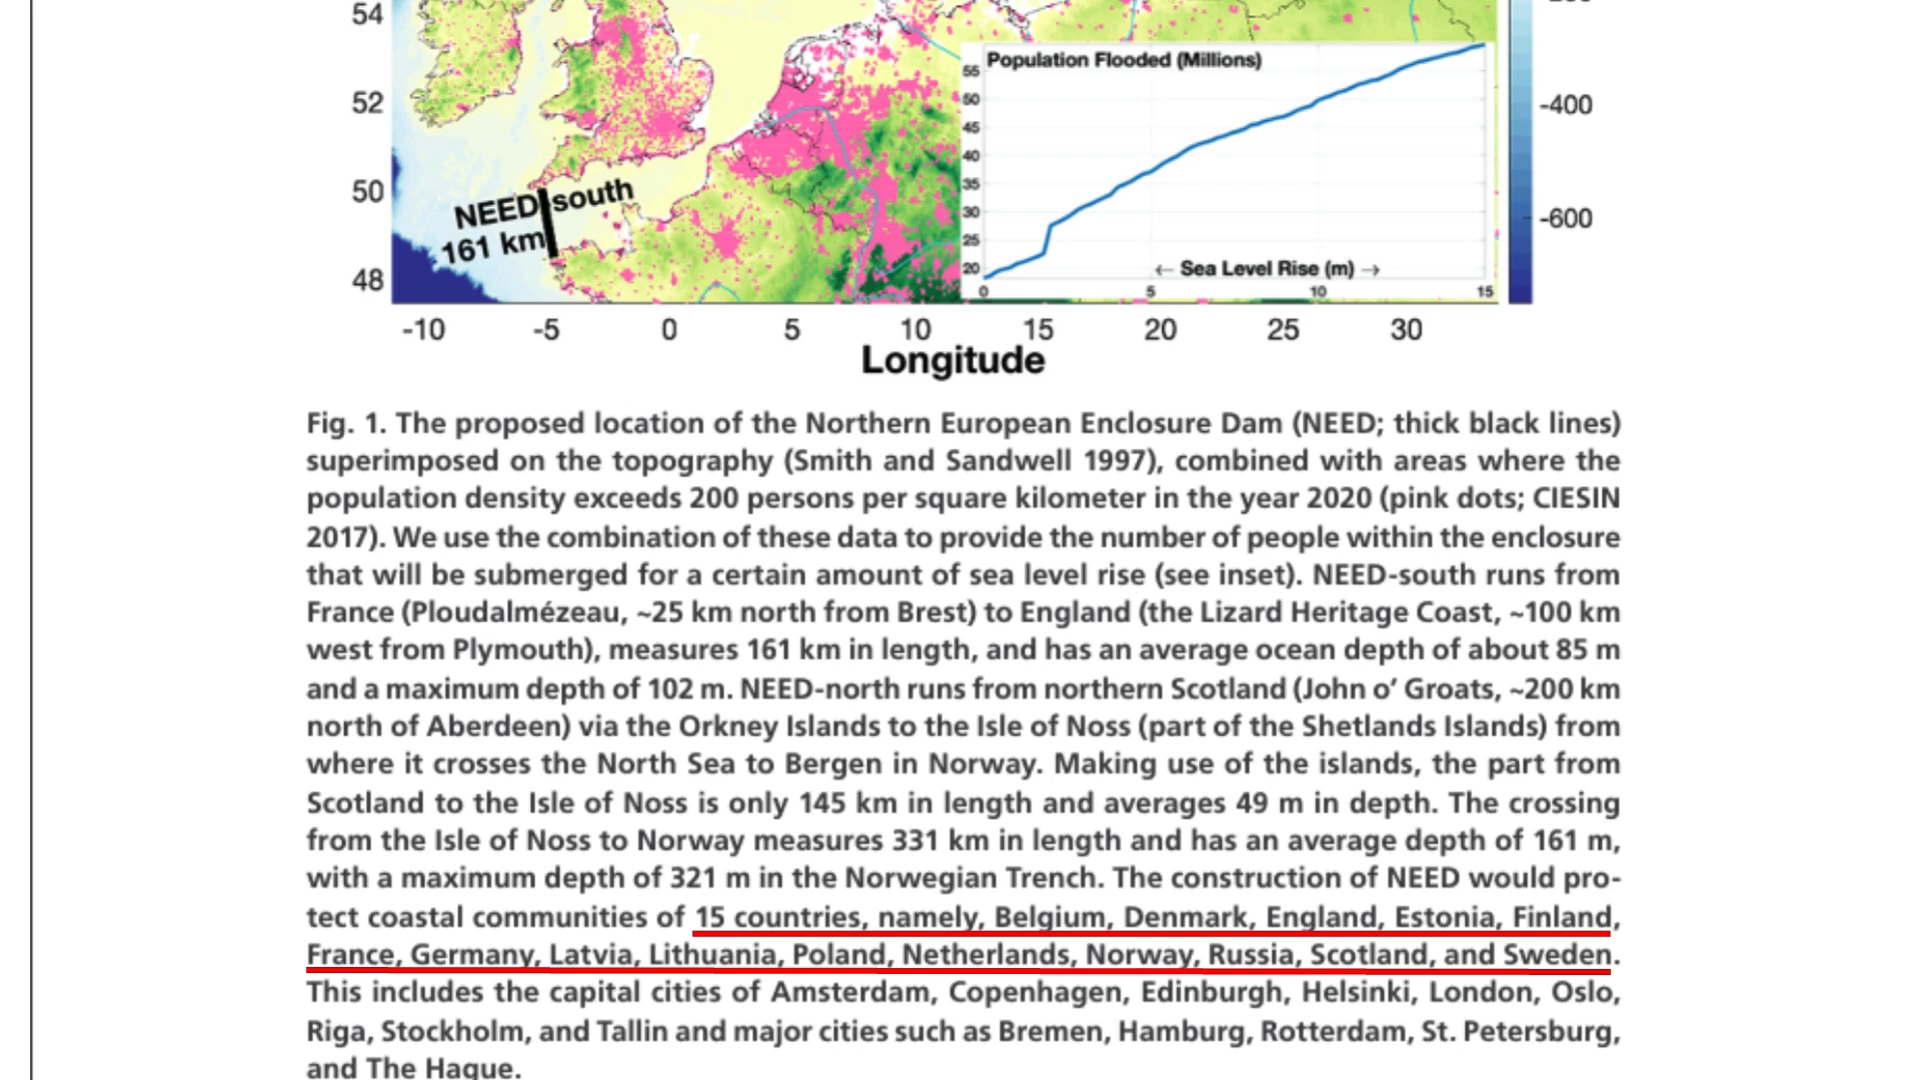 54
52
50
48
NEED south
161 km
Population Flooded (Millions)
55
50
45
40
35
30
25
20
← Sea Level Rise (m) →
0 5 10 15
-400
-600
-10 -5 0 5 10 15 20 25 30
Longitude
Fig. 1. The proposed location of the Northern European Enclosure Dam (NEED; thick black lines)
superimposed on the topography (Smith and Sandwell 1997), combined with areas where the
population density exceeds 200 persons per square kilometer in the year 2020 (pink dots; CIESIN
2017). We use the combination of these data to provide the number of people within the enclosure
that will be submerged for a certain amount of sea level rise (see inset). NEED-south runs from
France (Ploudalmézeau, ~25 km north from Brest) to England (the Lizard Heritage Coast, ~100 km
west from Plymouth), measures 161 km in length, and has an average ocean depth of about 85 m
and a maximum depth of 102 m. NEED-north runs from northern Scotland (John o’ Groats, ~200 km
north of Aberdeen) via the Orkney Islands to the Isle of Noss (part of the Shetlands Islands) from
where it crosses the North Sea to Bergen in Norway. Making use of the islands, the part from
Scotland to the Isle of Noss is only 145 km in length and averages 49 m in depth. The crossing
from the Isle of Noss to Norway measures 331 km in length and has an average depth of 161 m,
with a maximum depth of 321 m in the Norwegian Trench. The construction of NEED would pro-
tect coastal communities of 15 countries, namely, Belgium, Denmark, England, Estonia, Finland,
France, Germany, Latvia, Lithuania, Poland, Netherlands, Norway, Russia, Scotland, and Sweden.
This includes the capital cities of Amsterdam, Copenhagen, Edinburgh, Helsinki, London, Oslo,
Riga, Stockholm, and Tallin and major cities such as Bremen, Hamburg, Rotterdam, St. Petersburg,
and The Hague.